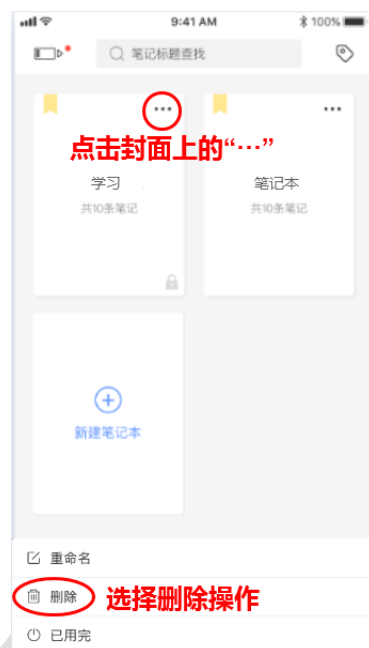 9:41 AM 100%
笔记标题查找
点击封面上的“···”
学习 笔记本
共10条笔记 共10条笔记
新建笔记本
重命名
删除 选择删除操作
已用完